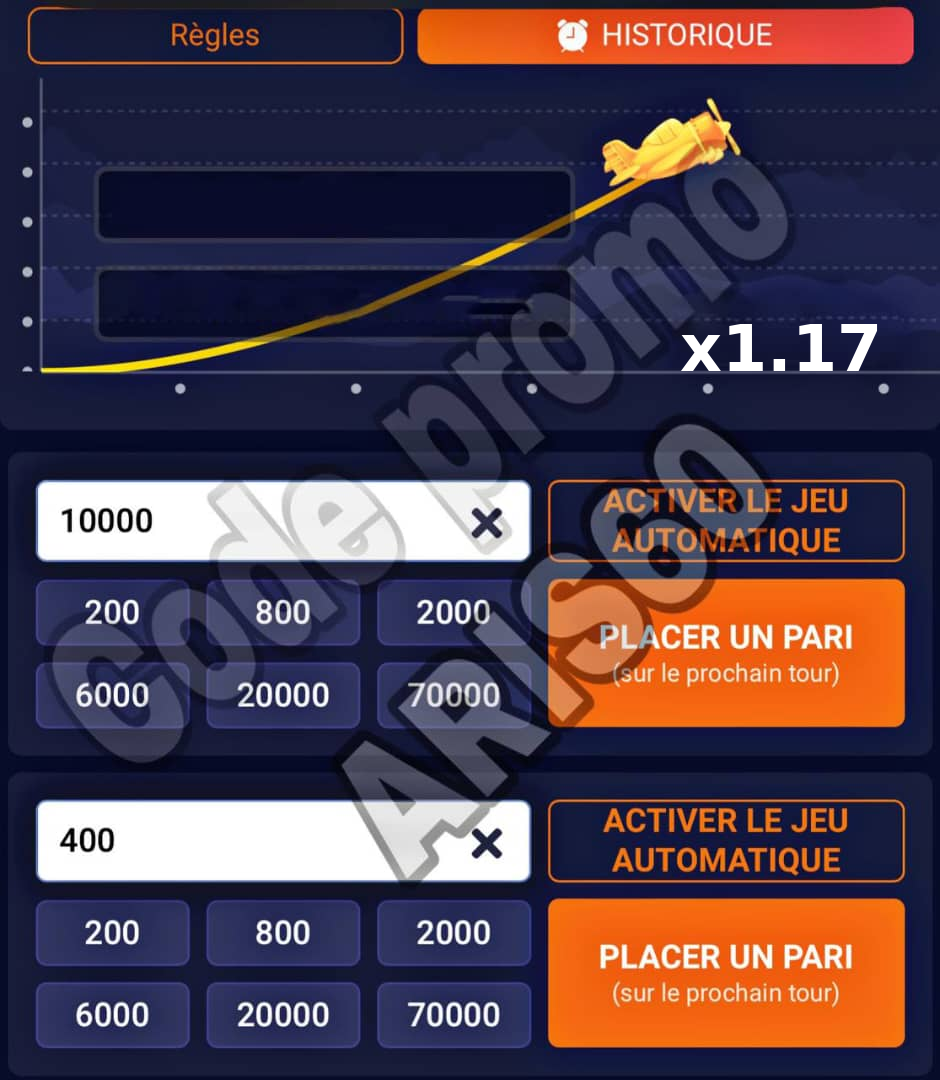 Règles
HISTORIQUE
x1.17
Code promo
ARIS60
10000
ACTIVER LE JEU
AUTOMATIQUE
200
800
2000
PLACER UN PARI
(sur le prochain tour)
6000
20000
70000
400
ACTIVER LE JEU
AUTOMATIQUE
200
800
2000
PLACER UN PARI
(sur le prochain tour)
6000
20000
70000